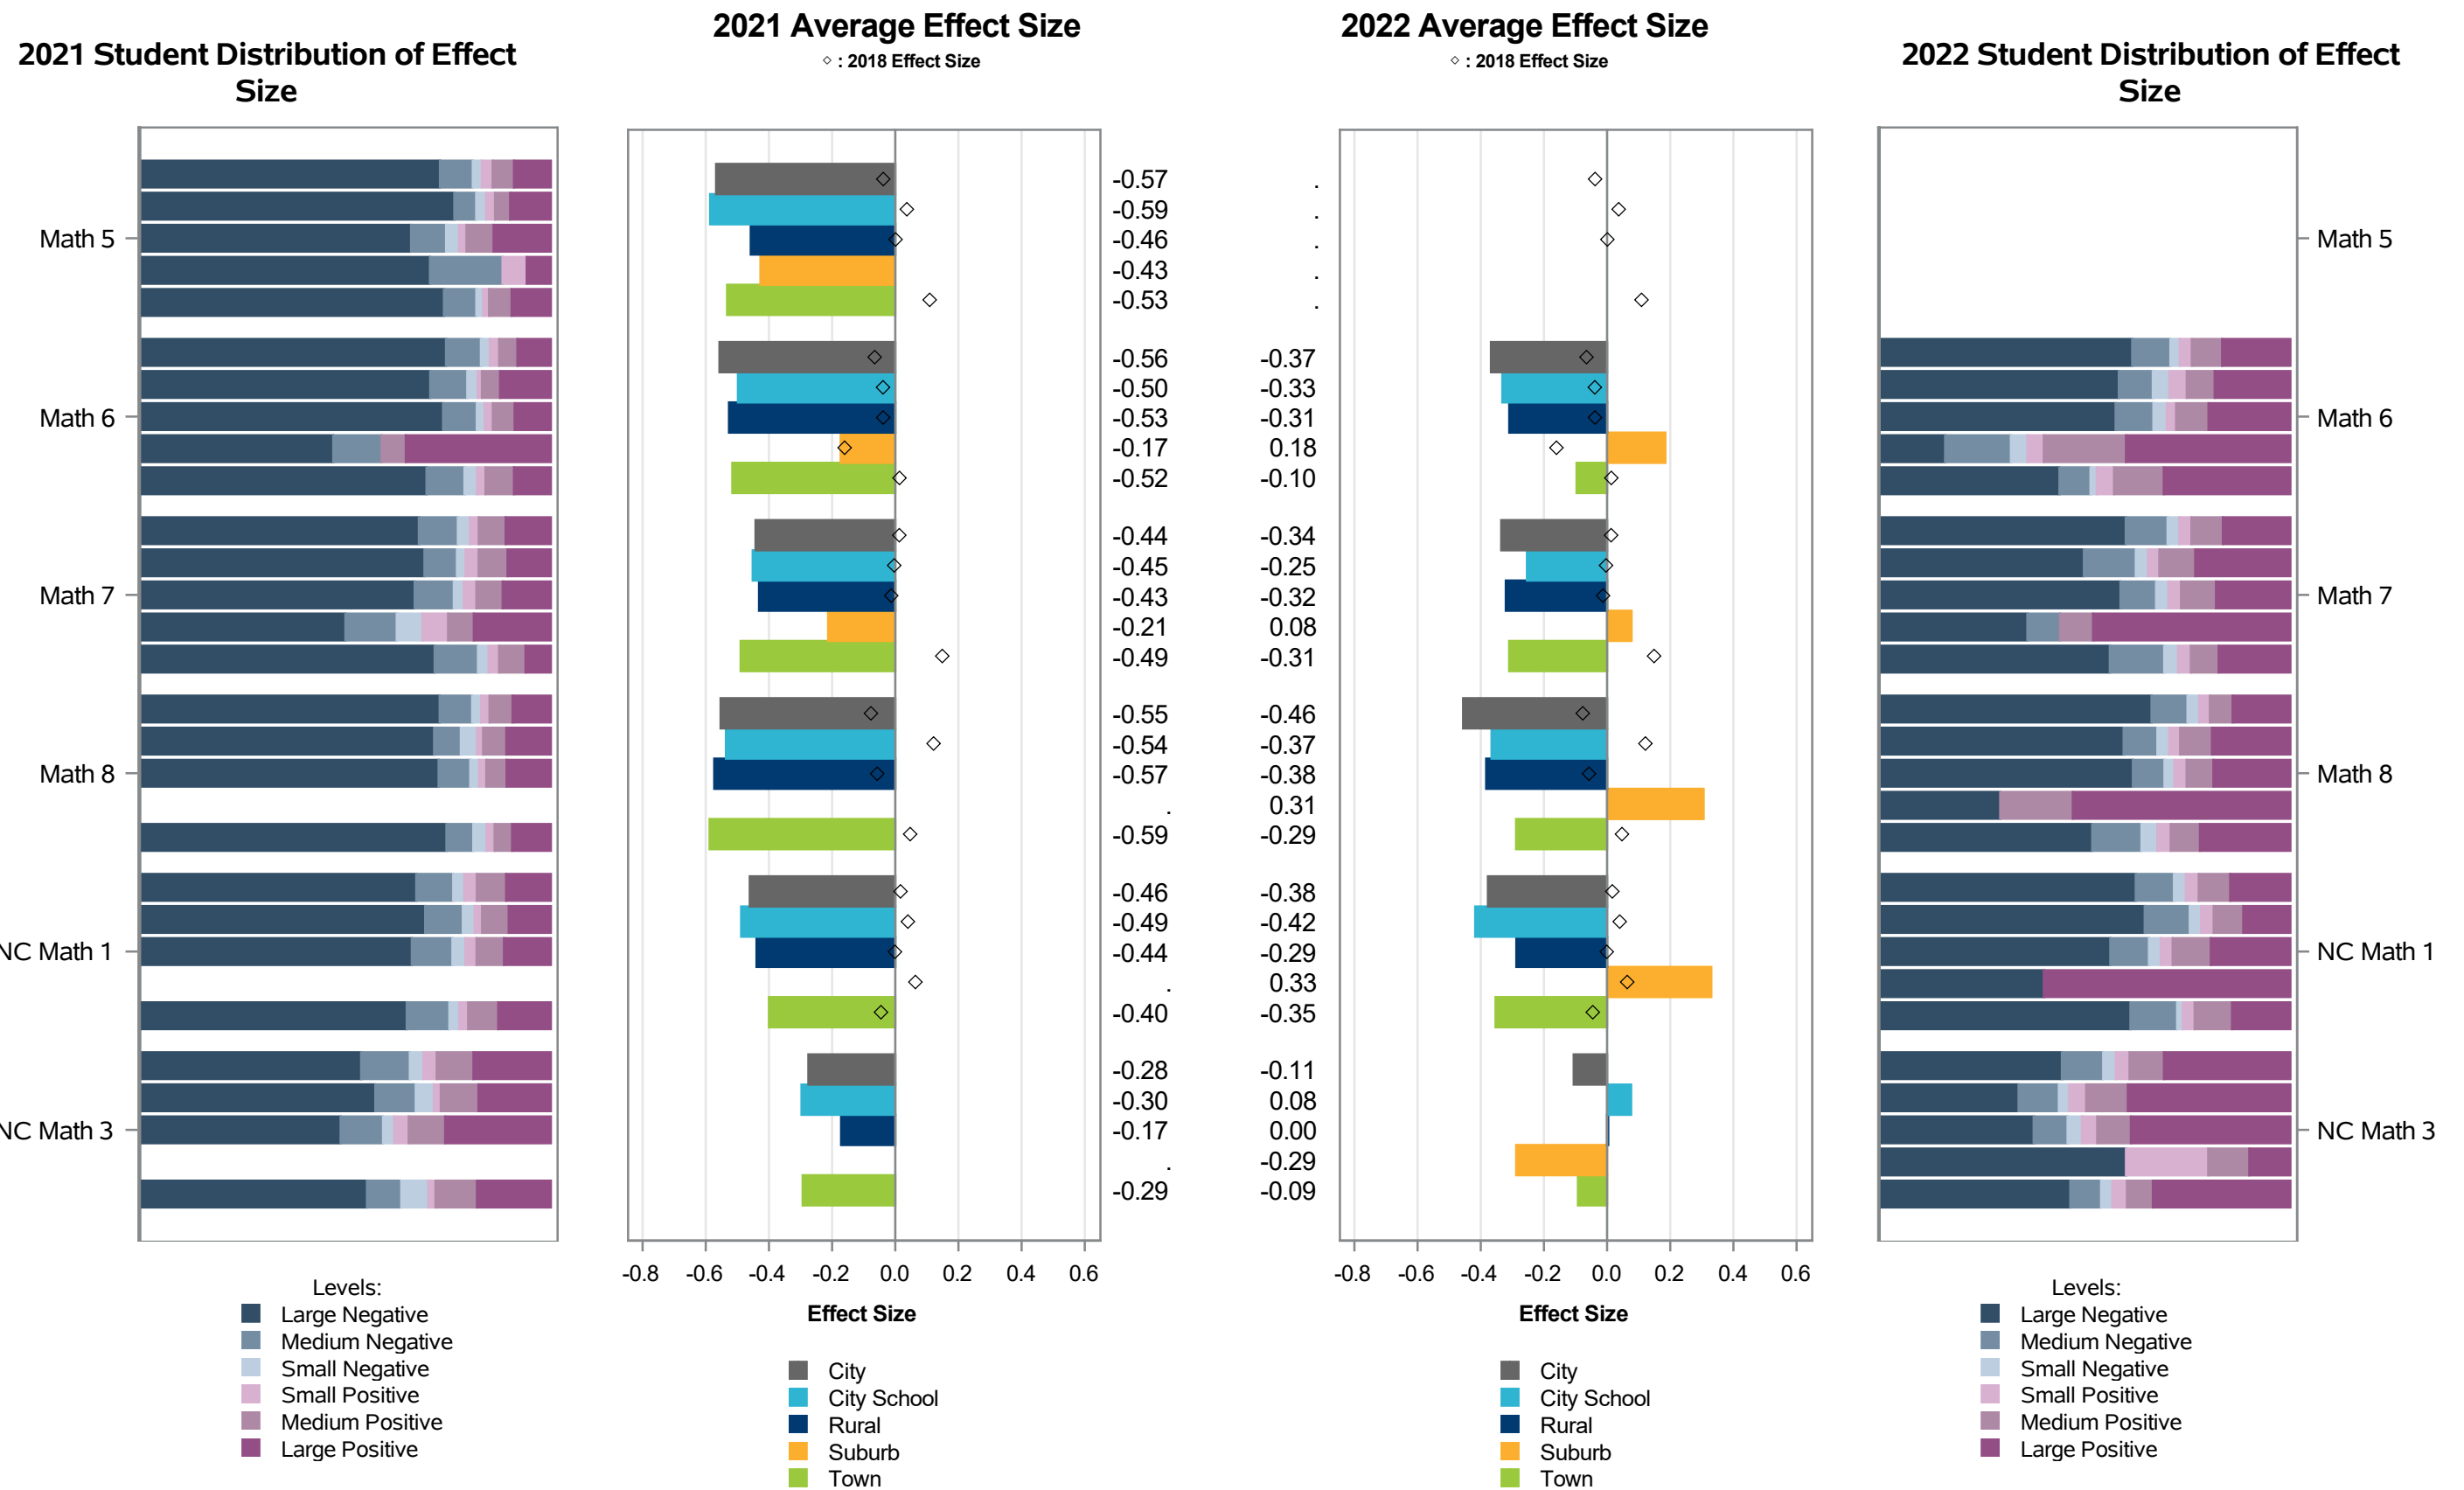 2021 Student Distribution of Effect
Size
2021 Average Effect Size
◇ : 2018 Effect Size
2022 Average Effect Size
◇ : 2018 Effect Size
2022 Student Distribution of Effect
Size
Math 5
Math 6
Math 7
Math 8
NC Math 1
NC Math 3
-0.57
-0.59
-0.46
-0.43
-0.53
-0.56
-0.50
-0.53
-0.17
-0.52
-0.44
-0.45
-0.43
-0.21
-0.49
-0.55
-0.54
-0.57
.
-0.59
-0.46
-0.49
-0.44
.
-0.40
-0.28
-0.30
-0.17
.
-0.29
.
.
.
.
.
-0.37
-0.33
-0.31
0.18
-0.10
-0.34
-0.25
-0.32
0.08
-0.31
-0.46
-0.37
-0.38
0.31
-0.29
-0.38
-0.42
-0.29
0.33
-0.35
-0.11
0.08
0.00
-0.29
-0.09
Math 5
Math 6
Math 7
Math 8
NC Math 1
NC Math 3
-0.8 -0.6 -0.4 -0.2 0.0 0.2 0.4 0.6
Effect Size
-0.8 -0.6 -0.4 -0.2 0.0 0.2 0.4 0.6
Effect Size
Levels:
Large Negative
Medium Negative
Small Negative
Small Positive
Medium Positive
Large Positive
City
City School
Rural
Suburb
Town
City
City School
Rural
Suburb
Town
Levels:
Large Negative
Medium Negative
Small Negative
Small Positive
Medium Positive
Large Positive